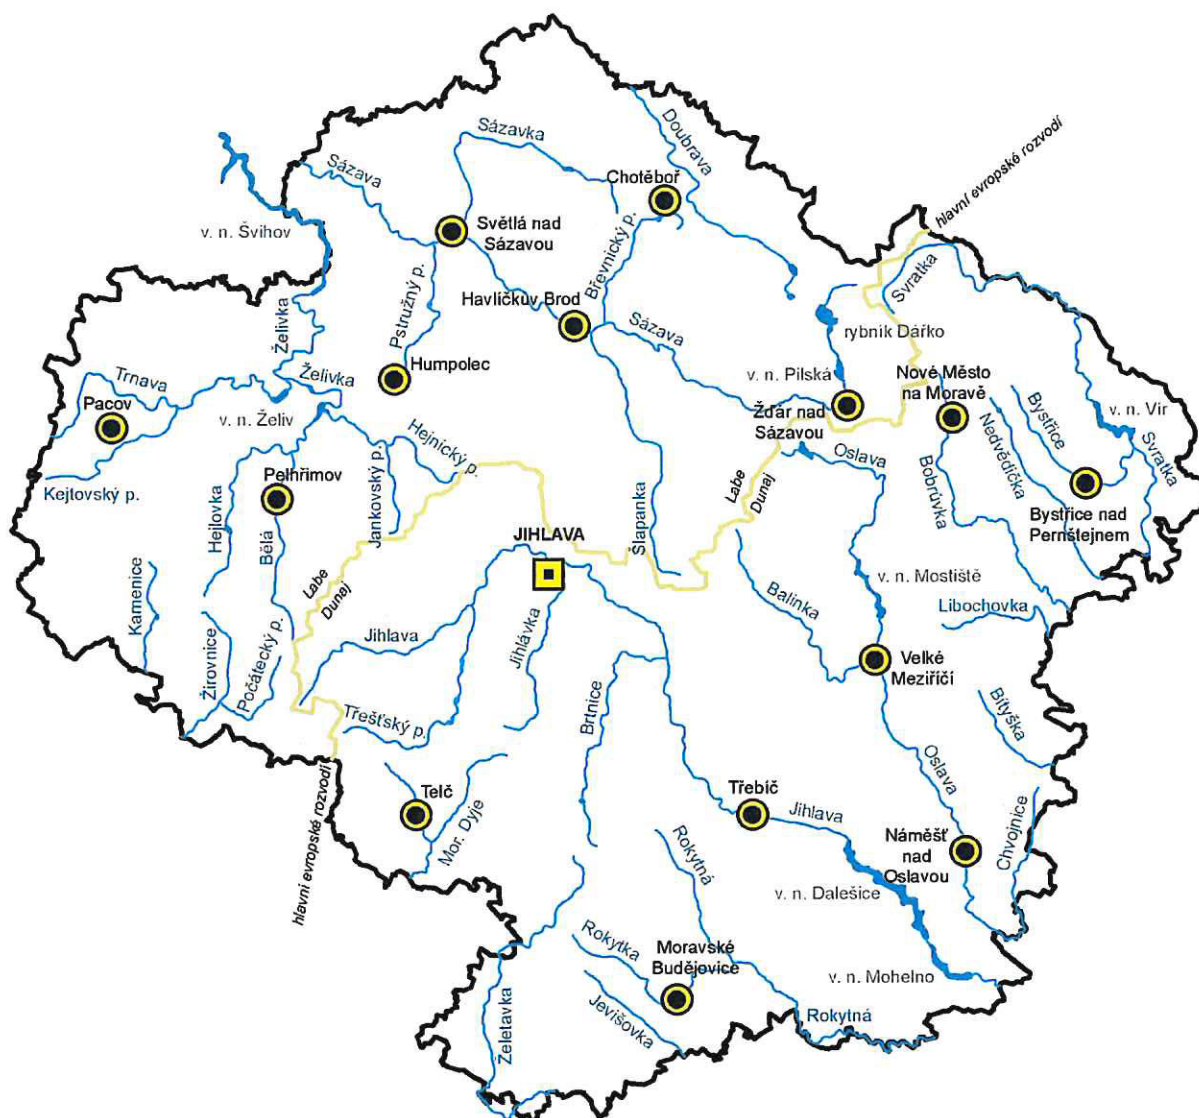 Sázavka
Doubrava
hlavní evropské rozvodí
Sázava
Chotěboř
v. n. Švihov
Světlá nad
Sázavou
Břevnický p.
Svratka
Pstružný p.
Havlíčkův Brod
Želivka
Sázava
rybník Dářko
Trnava
Želivka
Humpolec
v. n. Pilská
Nové Město
na Moravě
Pacov
v. n. Želiv
Žďár nad
Sázavou
v. n. Vír
Bystřice
Nedvědička
Svratka
Hejnický p.
Oslava
Kejtovský p.
Pelhřimov
Jankovský p.
Labe
Dunaj
Bobrůvka
Hejlovka
Bělá
Šlapanka
Bystřice nad
Pernštejnem
JIHLAVA
Labe
Dunaj
v. n. Mostiště
Kamenice
Balinka
Libochovka
Žirovnice
Počátecký p.
Jihlava
Jihlávka
Velké
Meziříčí
Třešťský p.
Brtnice
Bítyška
hlavní evropské rozvodí
Oslava
Telč
Mor. Dyje
Třebíč
Jihlava
Chvojnice
Rokytná
Náměšť
nad
Oslavou
v. n. Dalešice
Rokytka
Moravské
Budějovice
v. n. Mohelno
Želetavka
Jevišovka
Rokytná